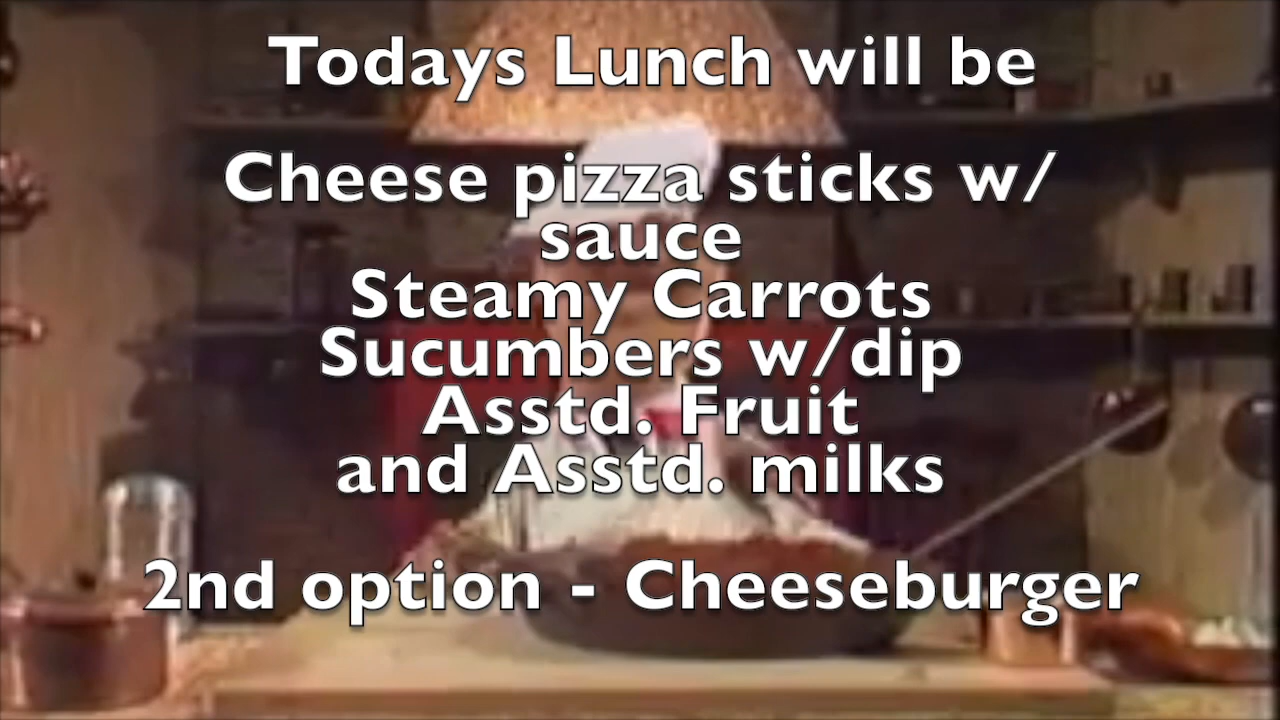 Todays Lunch will be
Cheese pizza sticks w/
sauce
Steamy Carrots
Sucumbers w/dip
Asstd. Fruit
and Asstd. milks
2nd option - Cheeseburger